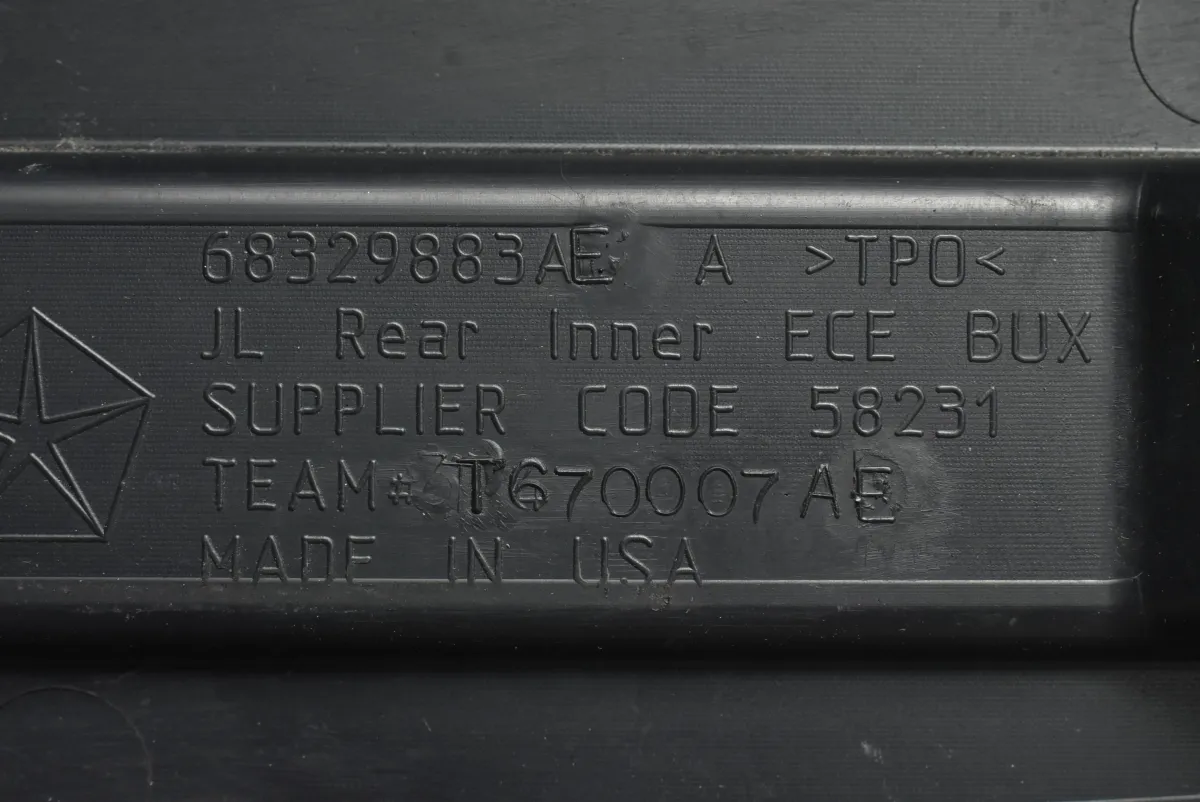 68329883AE A >TPO<
JL Rear Inner ECE BUX
SUPPLIER CODE 58231
TEAM# T670007AE
MADE IN USA